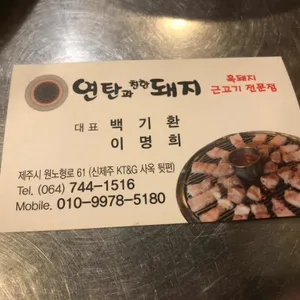 연탄과 청향 돼지
흑돼지
근고기 전문점
대표 백기환
이명희
제주시 원노형로 61 (신제주 KT&G 사옥 뒷편)
Tel, (064) 744-1516
Mobile. 010-9978-5180